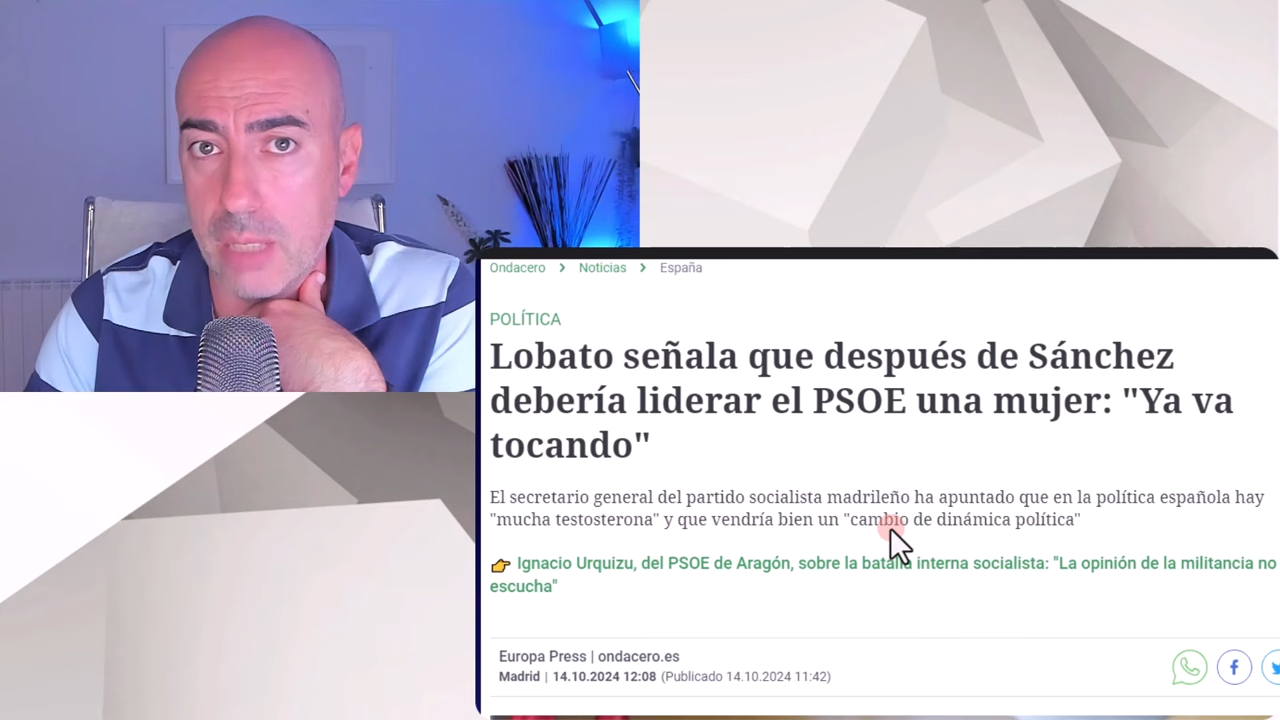 Ondacero > Noticias > España
POLÍTICA
Lobato señala que después de Sánchez
debería liderar el PSOE una mujer: "Ya va
tocando"
El secretario general del partido socialista madrileño ha apuntado que en la política española hay
"mucha testosterona" y que vendría bien un "cambio de dinámica política"
👉 Ignacio Urquizu, del PSOE de Aragón, sobre la batalla interna socialista: "La opinión de la militancia no
escucha"
Europa Press | ondacero.es
Madrid | 14.10.2024 12:08 (Publicado 14.10.2024 11:42)